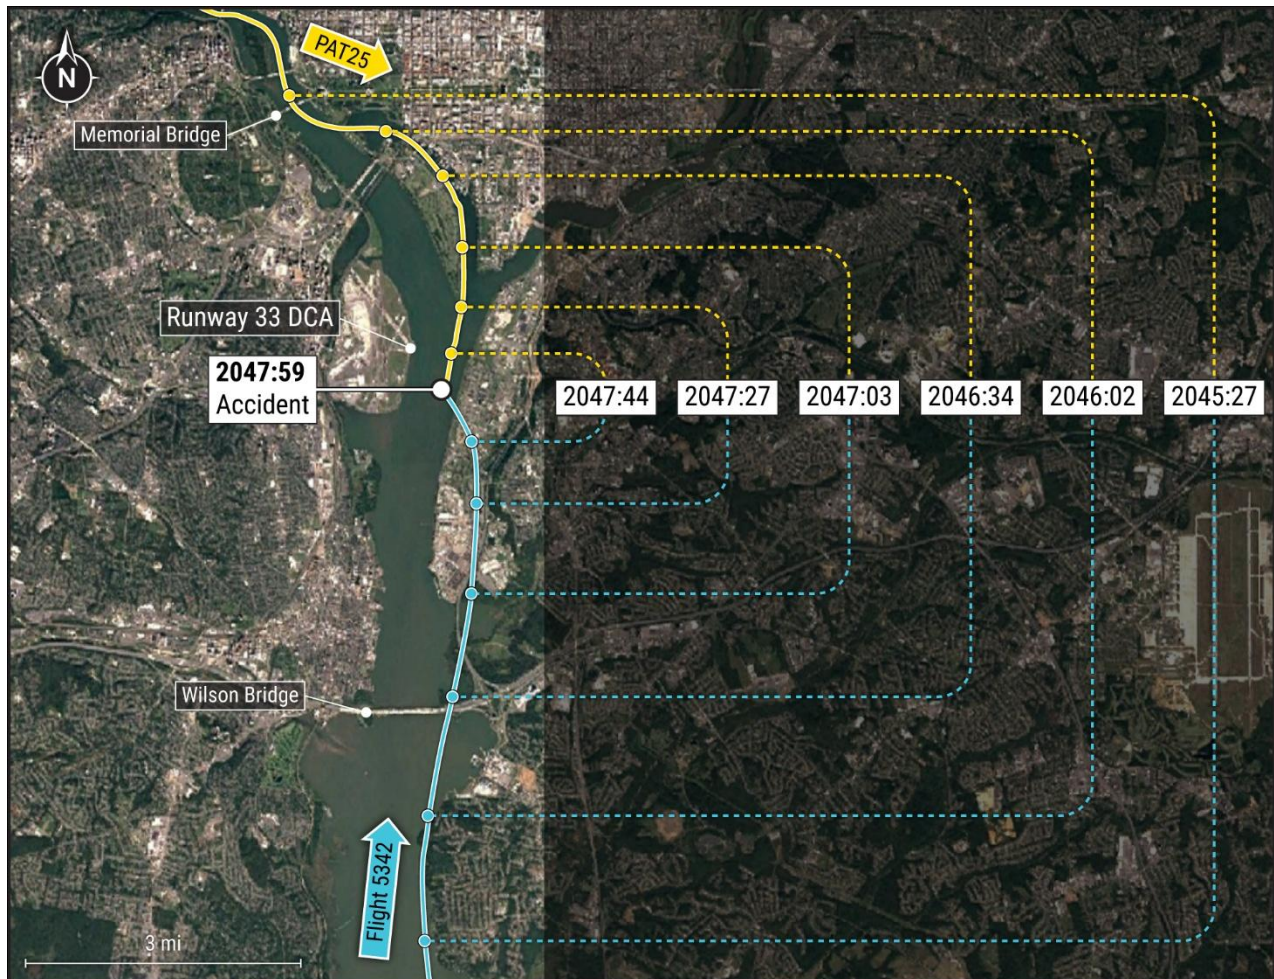 PAT25
N
Memorial Bridge
Runway 33 DCA
2047:59
Accident
2047:44
2047:27
2047:03
2046:34
2046:02
2045:27
Wilson Bridge
Flight 5342
3 mi